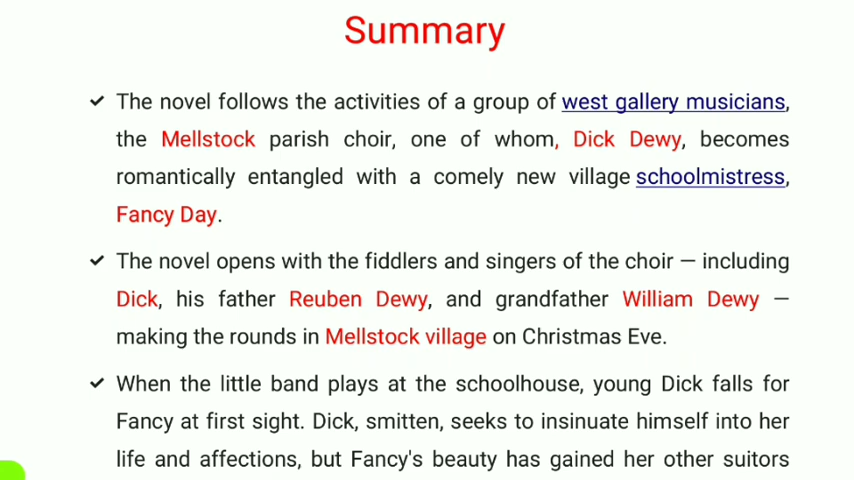 Summary
✓ The novel follows the activities of a group of west gallery musicians,
the Mellstock parish choir, one of whom, Dick Dewy, becomes
romantically entangled with a comely new village schoolmistress,
Fancy Day.
✓ The novel opens with the fiddlers and singers of the choir — including
Dick, his father Reuben Dewy, and grandfather William Dewy —
making the rounds in Mellstock village on Christmas Eve.
✓ When the little band plays at the schoolhouse, young Dick falls for
Fancy at first sight. Dick, smitten, seeks to insinuate himself into her
life and affections, but Fancy's beauty has gained her other suitors